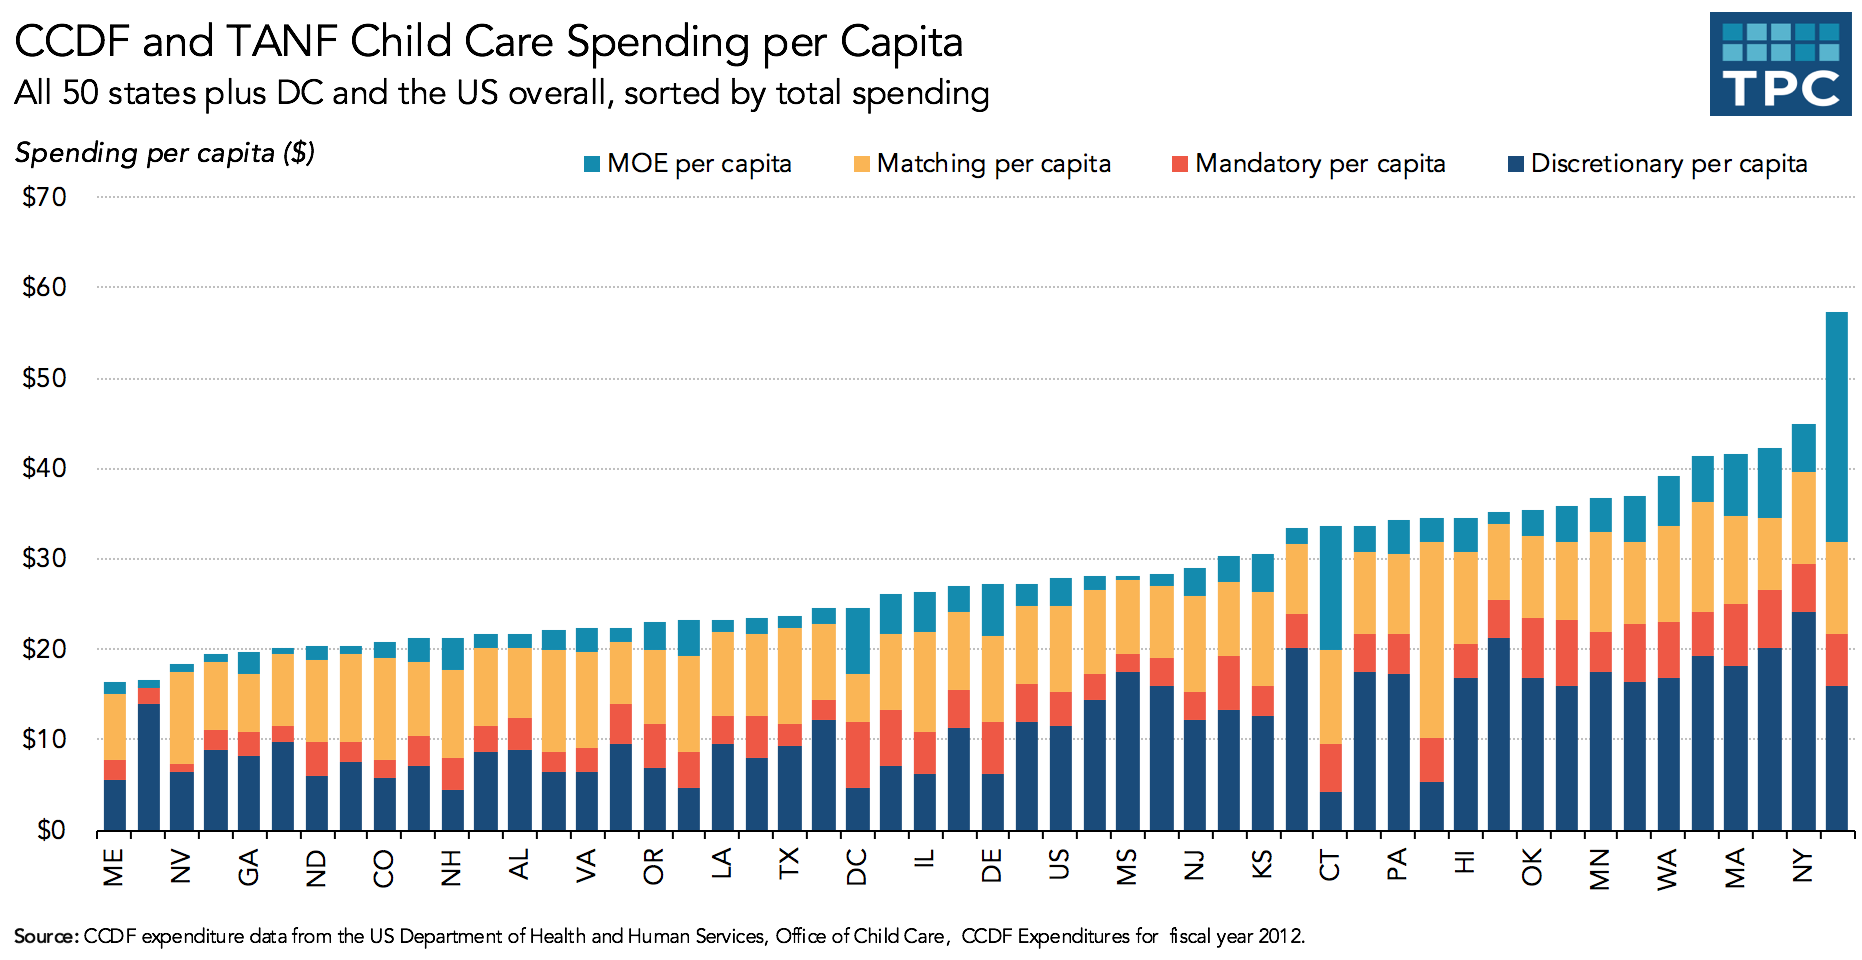 CCDF and TANF Child Care Spending per Capita
All 50 states plus DC and the US overall, sorted by total spending
TPC
Spending per capita ($)
MOE per capita Matching per capita Mandatory per capita Discretionary per capita
$70
$60
$50
$40
$30
$20
$10
$0
ME NV GA ND CO NH AL VA OR LA TX DC IL DE US MS NJ KS CT PA HI OK MN WA MA NY
Source: CCDF expenditure data from the US Department of Health and Human Services, Office of Child Care, CCDF Expenditures for fiscal year 2012.